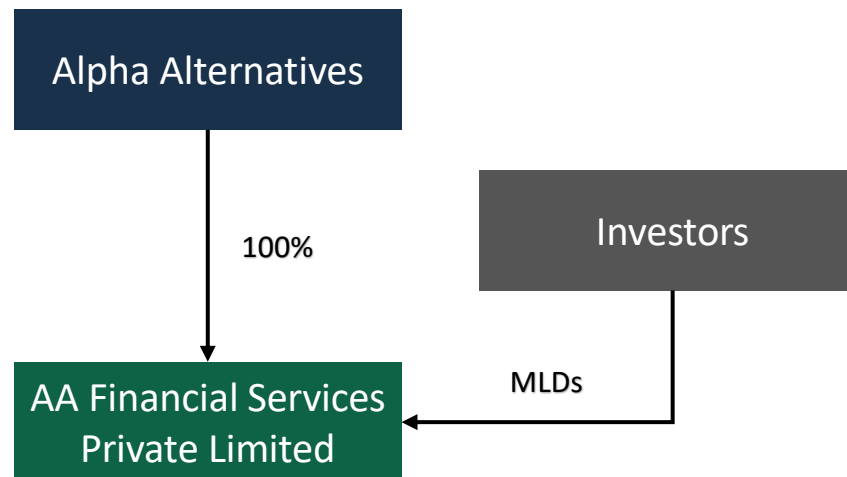 Alpha Alternatives
100%
Investors
MLDs
AA Financial Services
Private Limited